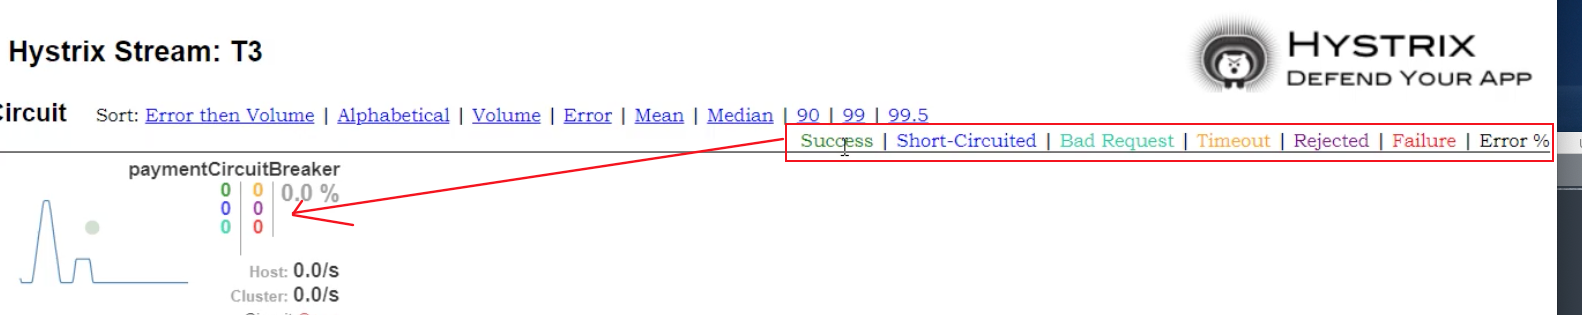 Hystrix Stream: T3
HYSTRIX
DEFEND YOUR APP
Circuit Sort: Error then Volume | Alphabetical | Volume | Error | Mean | Median | 90 | 99 | 99.5
Success | Short-Circuited | Bad Request | Timeout | Rejected | Failure | Error %
paymentCircuitBreaker
0 0 0.0 %
0 0
0 0
Host: 0.0/s
Cluster: 0.0/s